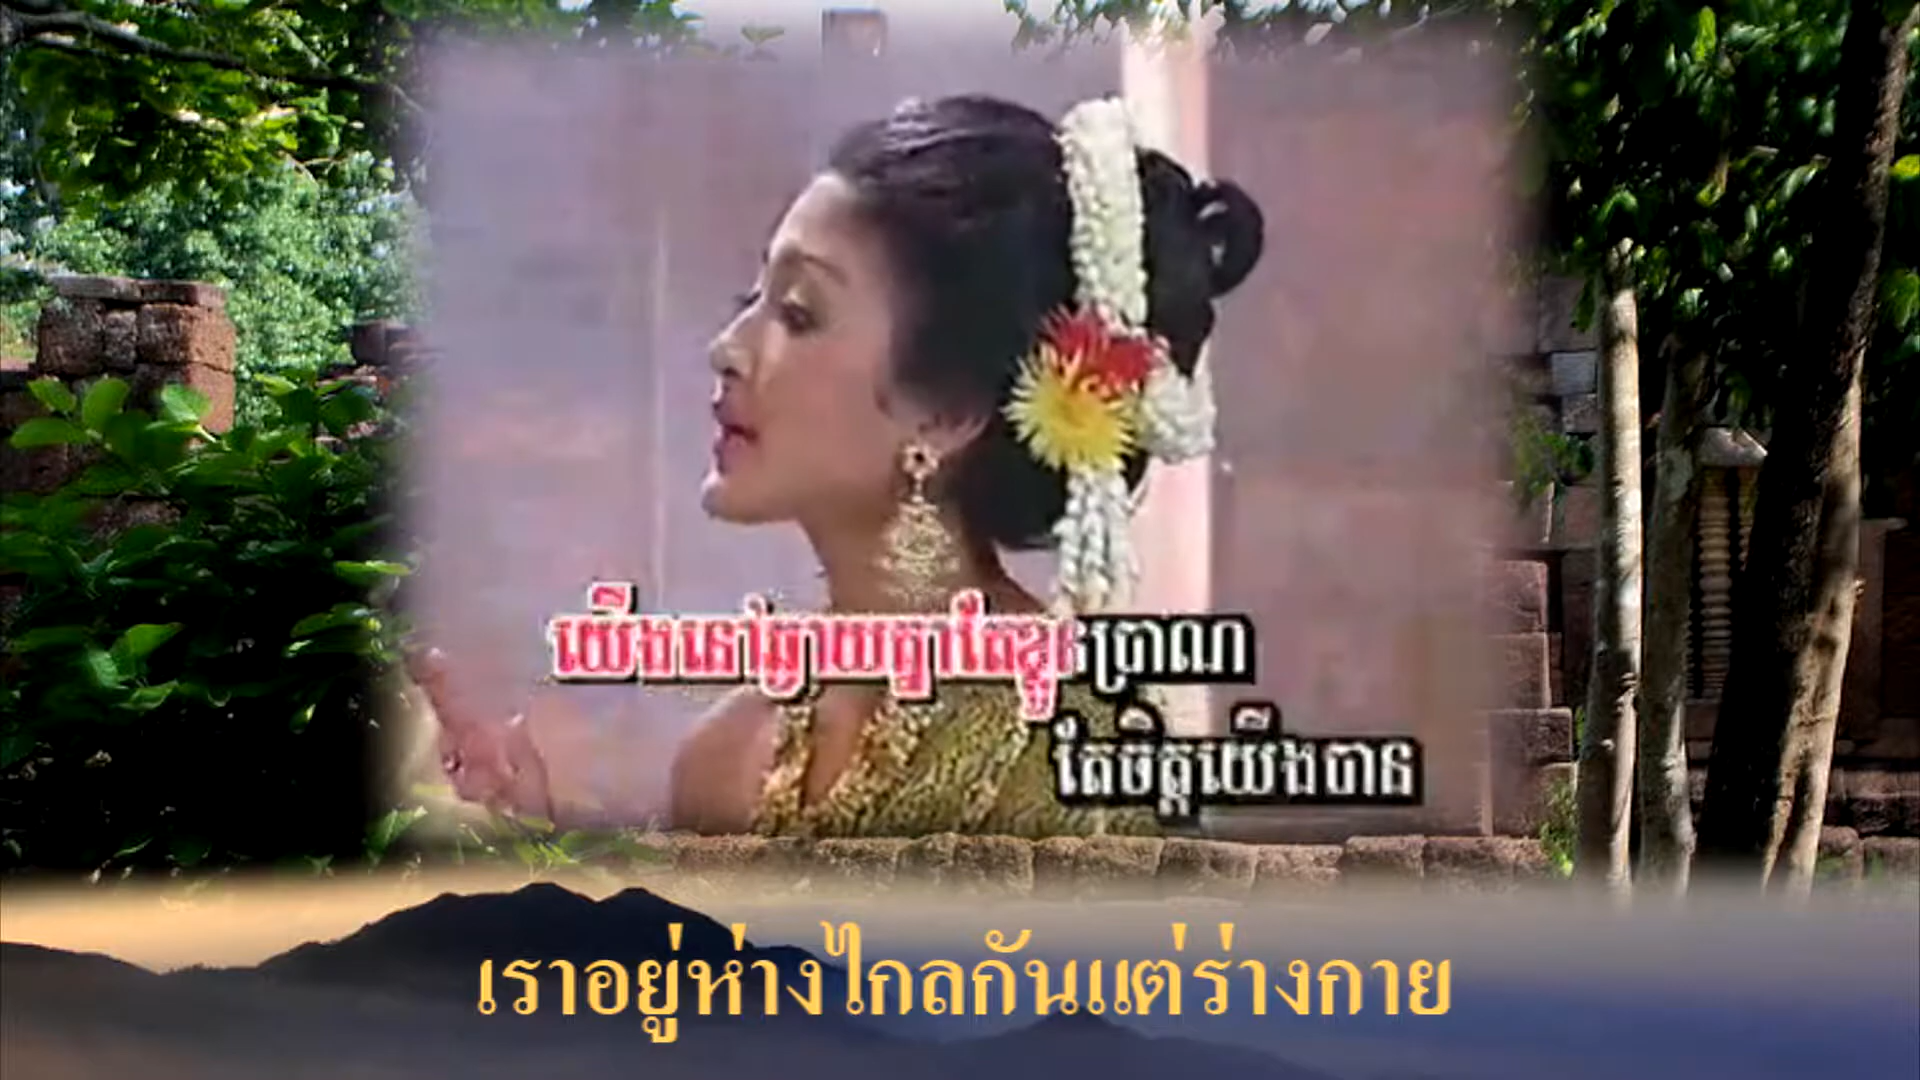 យើងនៅឆ្ងាយគ្នាតែខ្លួនប្រាណ
តែចិត្តយើងបាន
เราอยู่ห่างไกลกันแต่ร่างกาย